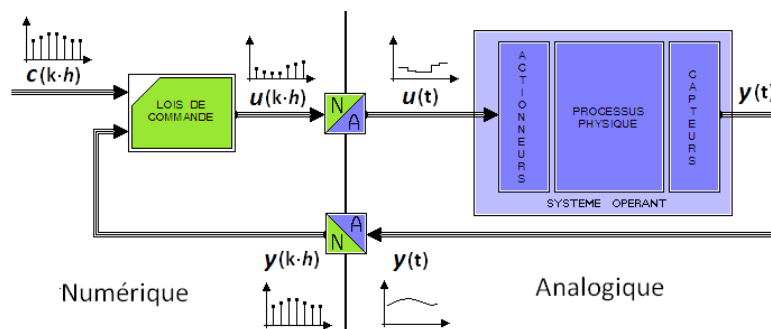 c(k·h)
LOIS DE
COMMANDE
u(k·h)
N
A
u(t)
ACTIONNEURS
PROCESSUS
PHYSIQUE
CAPTEURS
y(t)
SYSTEME OPERANT
A
N
y(k·h)
y(t)
Numérique
Analogique